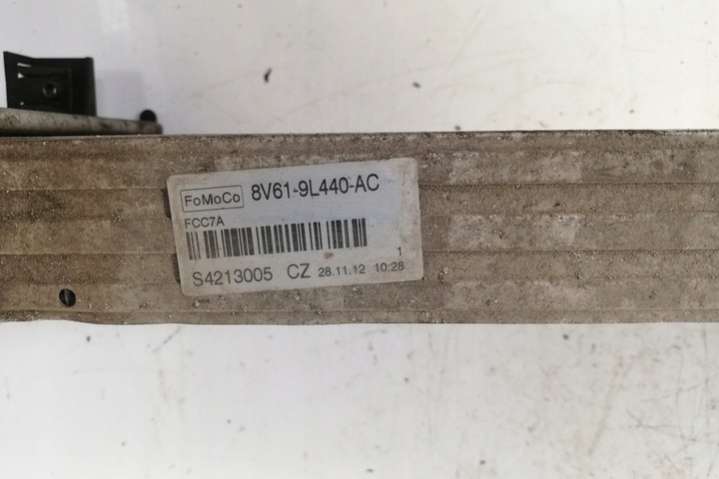 FoMoCo 8V61-9L440-AC
FCC7A
1
S4213005 CZ 28.11.12 10:28